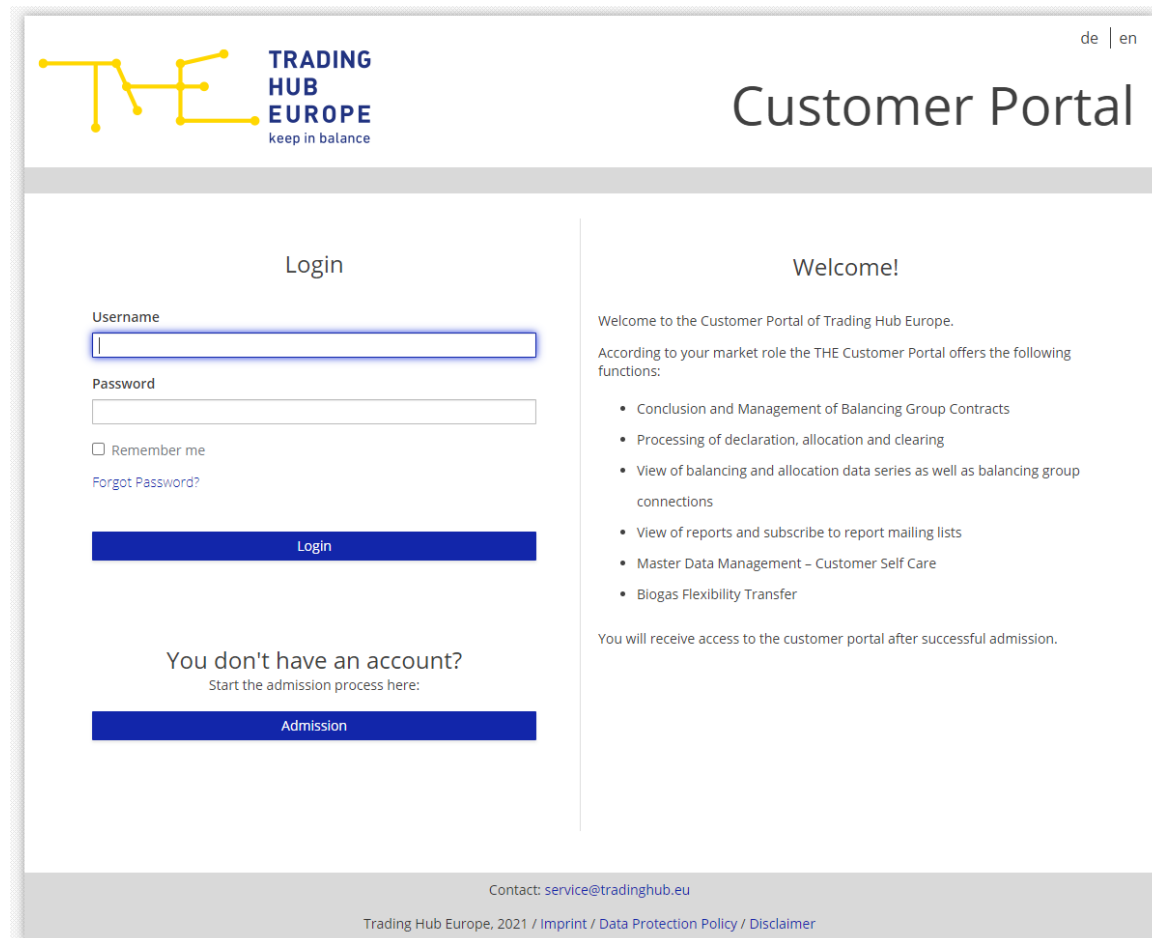 de | en
THE
TRADING
HUB
EUROPE
keep in balance
Customer Portal
Login
Username
Password
Remember me
Forgot Password?
Login
You don't have an account?
Start the admission process here:
Admission
Welcome!
Welcome to the Customer Portal of Trading Hub Europe.
According to your market role the THE Customer Portal offers the following
functions:
• Conclusion and Management of Balancing Group Contracts
• Processing of declaration, allocation and clearing
• View of balancing and allocation data series as well as balancing group
connections
• View of reports and subscribe to report mailing lists
• Master Data Management – Customer Self Care
• Biogas Flexibility Transfer
You will receive access to the customer portal after successful admission.
Contact: service@tradinghub.eu
Trading Hub Europe, 2021 / Imprint / Data Protection Policy / Disclaimer